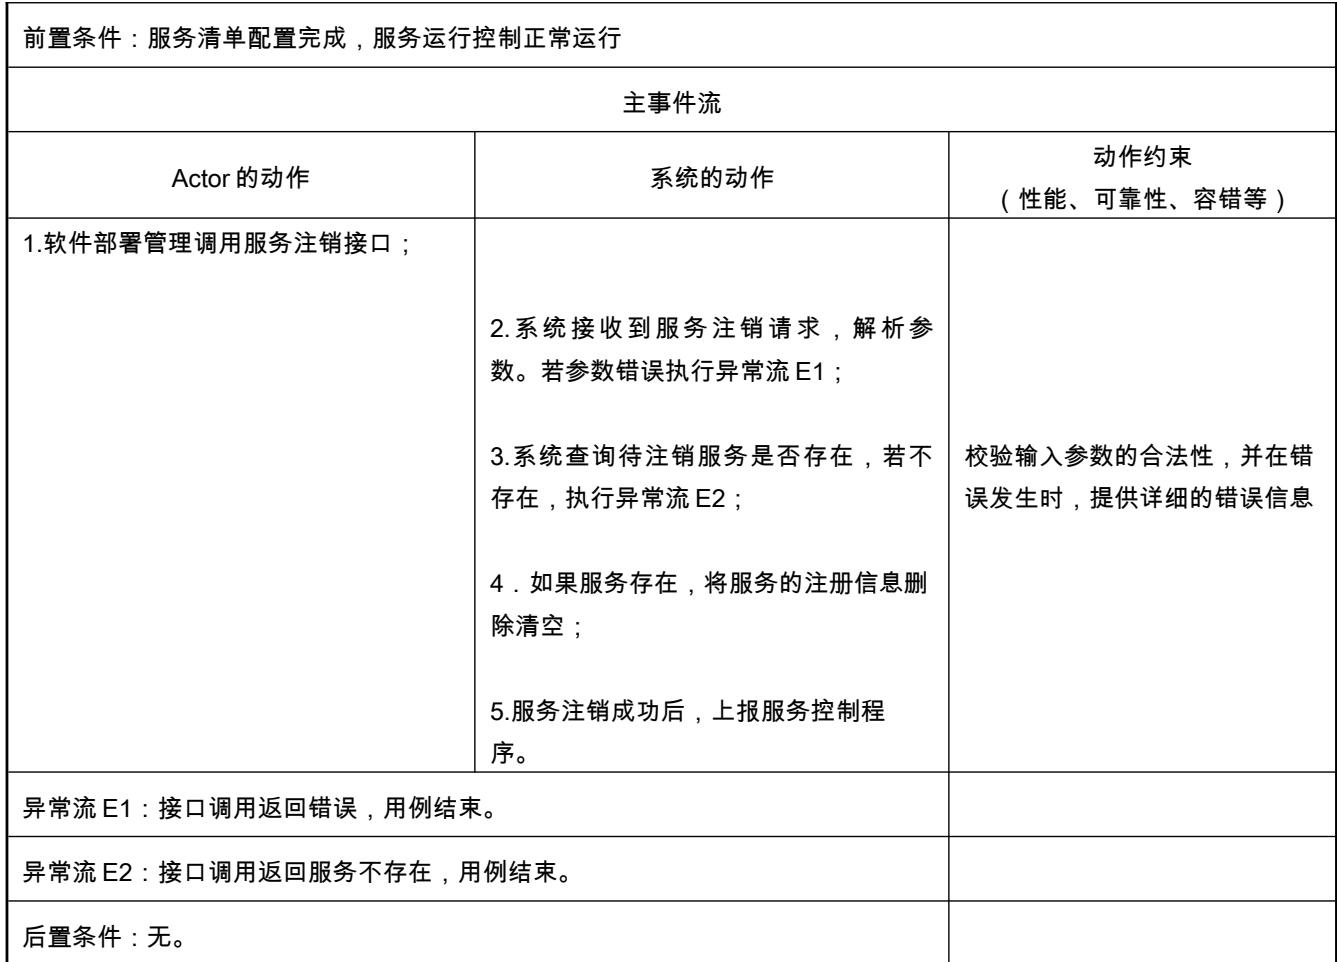 前置条件：服务清单配置完成，服务运行控制正常运行
主事件流
Actor 的动作
系统的动作
动作约束
（性能、可靠性、容错等）
1.软件部署管理调用服务注销接口；
2.系统接收到服务注销请求，解析参
数。若参数错误执行异常流 E1；
3.系统查询待注销服务是否存在，若不
存在，执行异常流 E2；
4．如果服务存在，将服务的注册信息删
除清空；
5.服务注销成功后，上报服务控制程
序。
校验输入参数的合法性，并在错
误发生时，提供详细的错误信息
异常流 E1：接口调用返回错误，用例结束。
异常流 E2：接口调用返回服务不存在，用例结束。
后置条件：无。